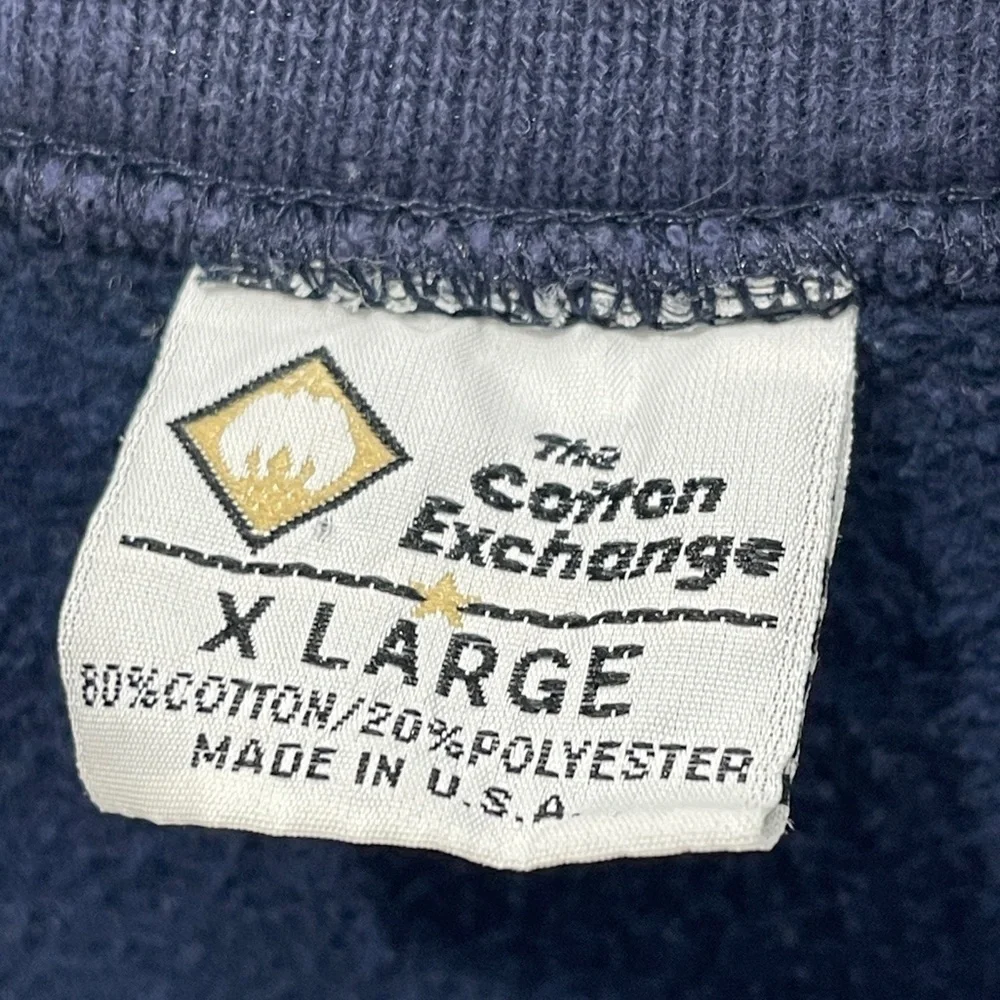 The
Cotton
Exchange
X LARGE
80%COTTON/20%POLYESTER
MADE IN U.S.A.